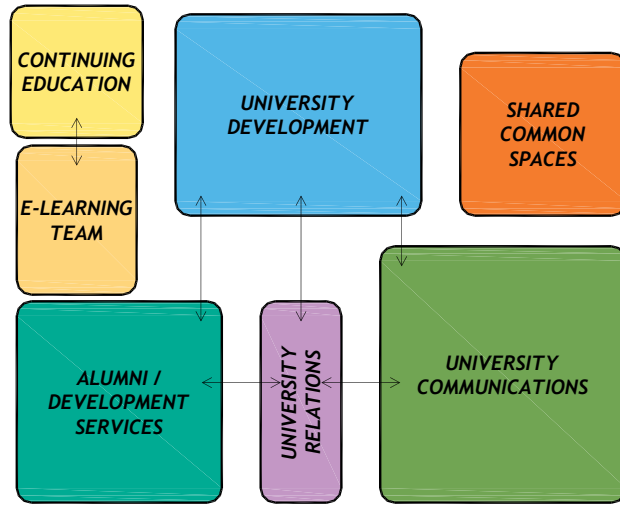 CONTINUING
EDUCATION
UNIVERSITY
DEVELOPMENT
SHARED
COMMON
SPACES
E-LEARNING
TEAM
ALUMNI /
DEVELOPMENT
SERVICES
UNIVERSITY
RELATIONS
UNIVERSITY
COMMUNICATIONS